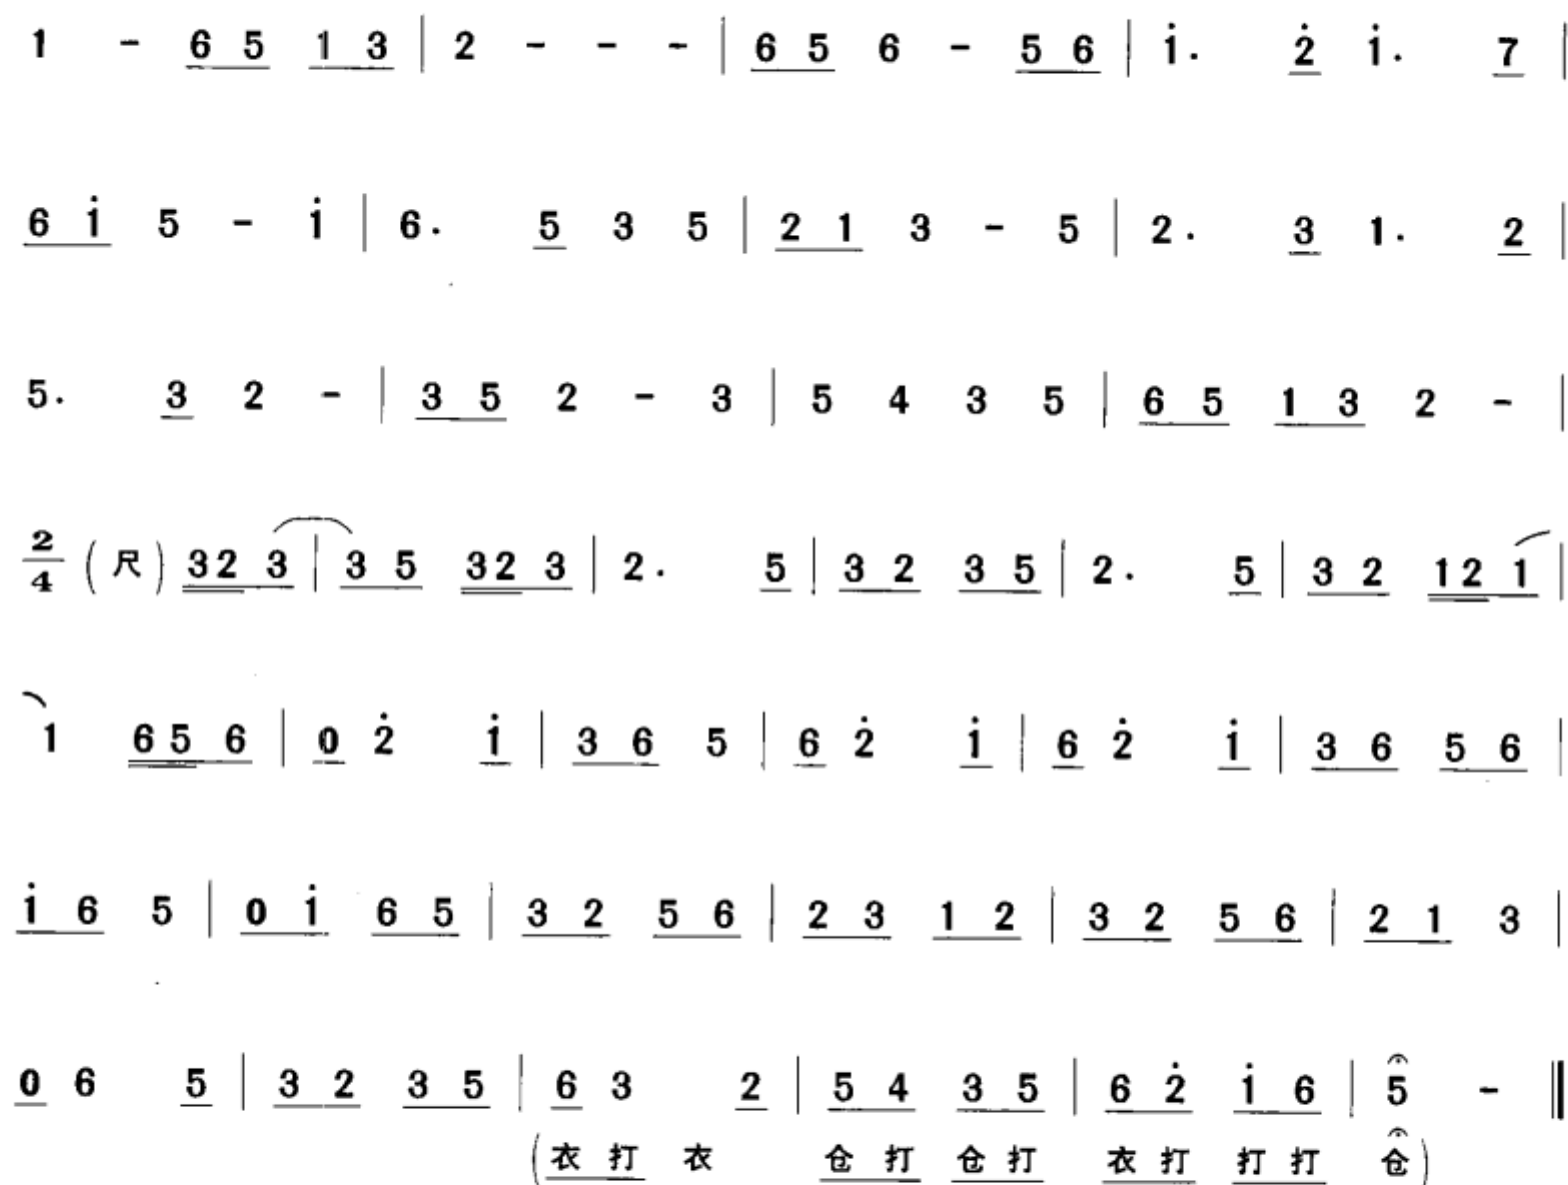 1 - 6 5 1 3 | 2 - - - | 6 5 6 - 5 6 | i̇. 2̇ i̇. 7 |
6 i̇ 5 - i̇ | 6. 5 3 5 | 2 1 3 - 5 | 2. 3 1. 2 |
5. 3 2 - | 3 5 2 - 3 | 5 4 3 5 | 6 5 1 3 2 - |
2/4 (尺) 32 3 | 3 5 32 3 | 2. 5 | 3 2 3 5 | 2. 5 | 3 2 12 1 |
1 65 6 | 0 2̇ i̇ | 3 6 5 | 6 2̇ i̇ | 6 2̇ i̇ | 3 6 5 6 |
i̇ 6 5 | 0 i̇ 6 5 | 3 2 5 6 | 2 3 1 2 | 3 2 5 6 | 2 1 3 |
0 6 5 | 3 2 3 5 | 6 3 2 | 5 4 3 5 | 6 2̇ i̇ 6 | 5 - ‖
(衣 打 衣 仓 打 仓 打 衣 打 打 打 仓)